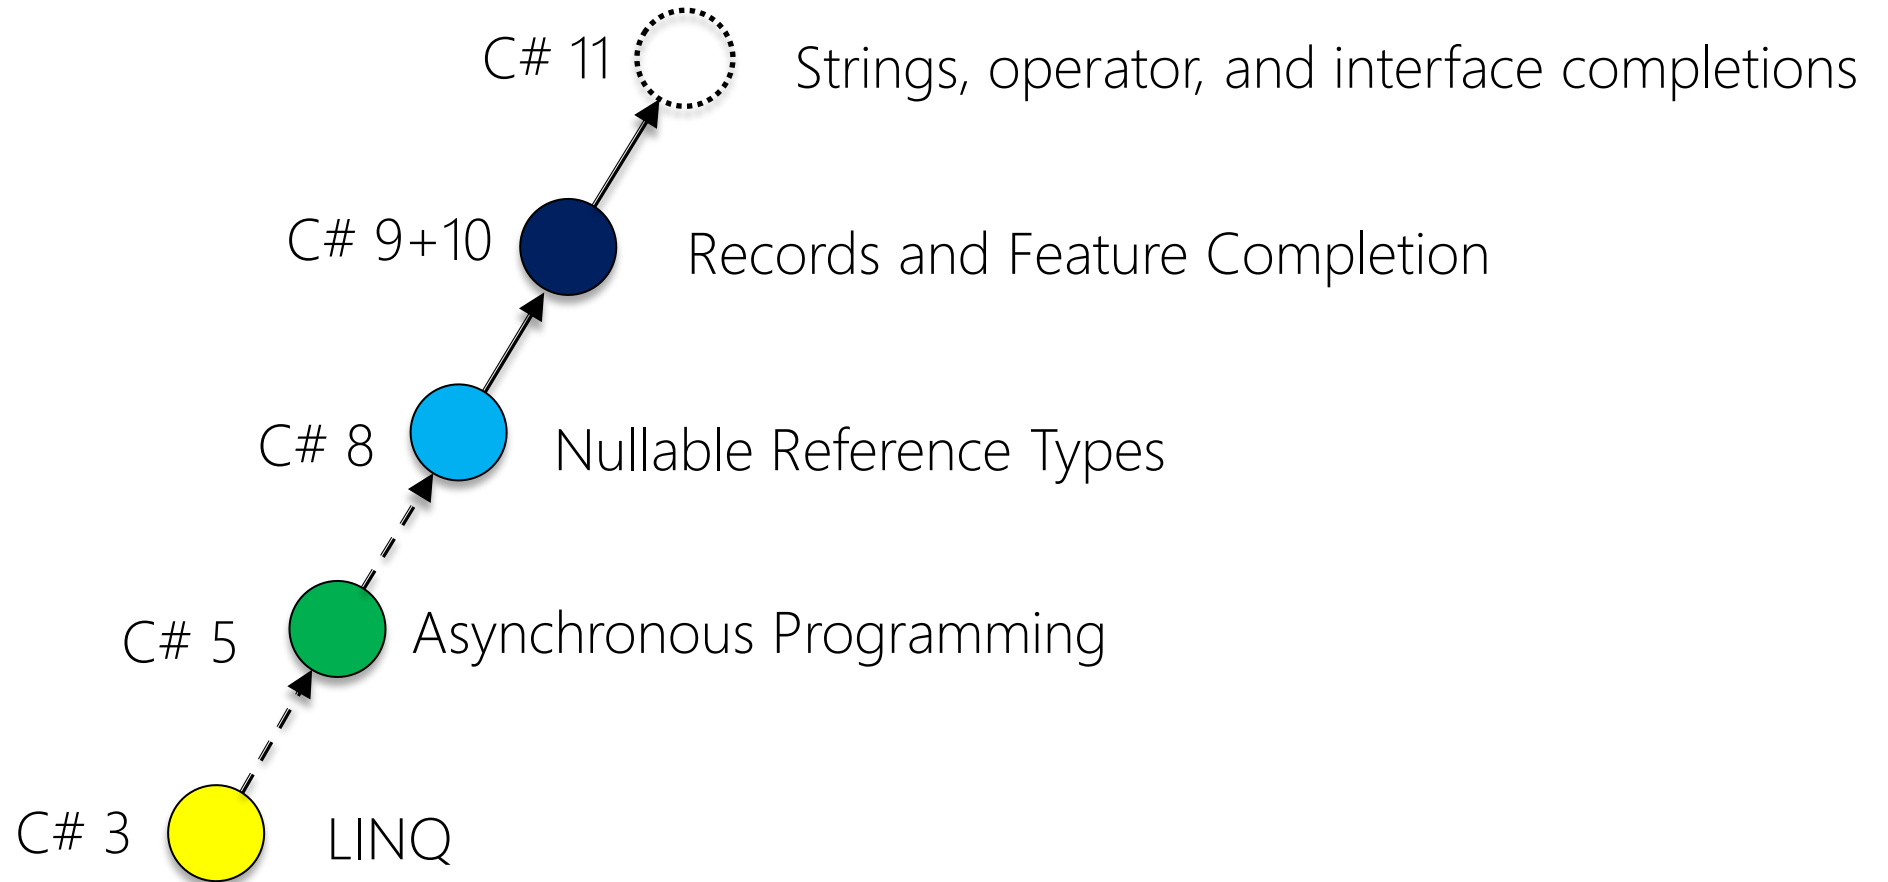 C# 11
Strings, operator, and interface completions
C# 9+10
Records and Feature Completion
C# 8
Nullable Reference Types
C# 5
Asynchronous Programming
C# 3
LINQ